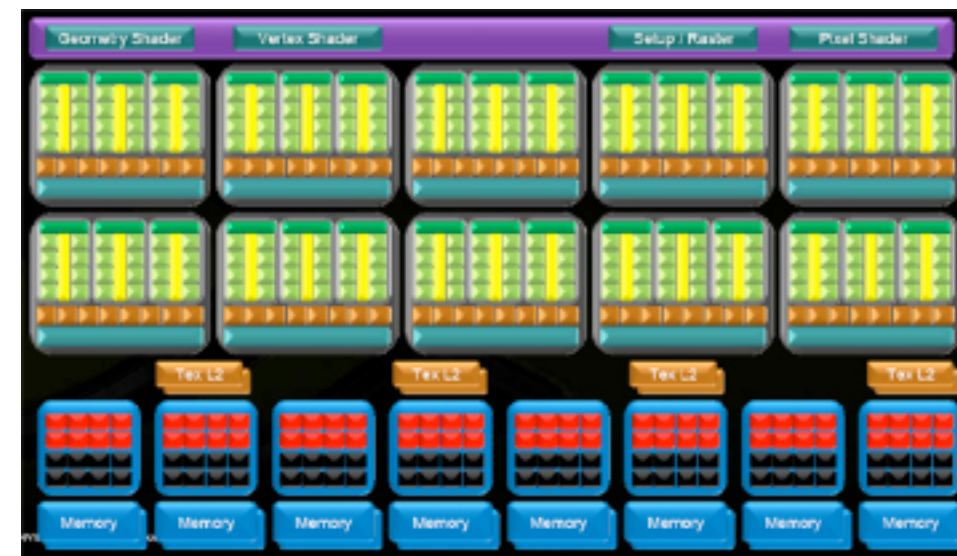 Geometry Shader Vertex Shader Setup / Raster Pixel Shader
Tex L2 Tex L2 Tex L2 Tex L2
Memory Memory Memory Memory Memory Memory Memory Memory